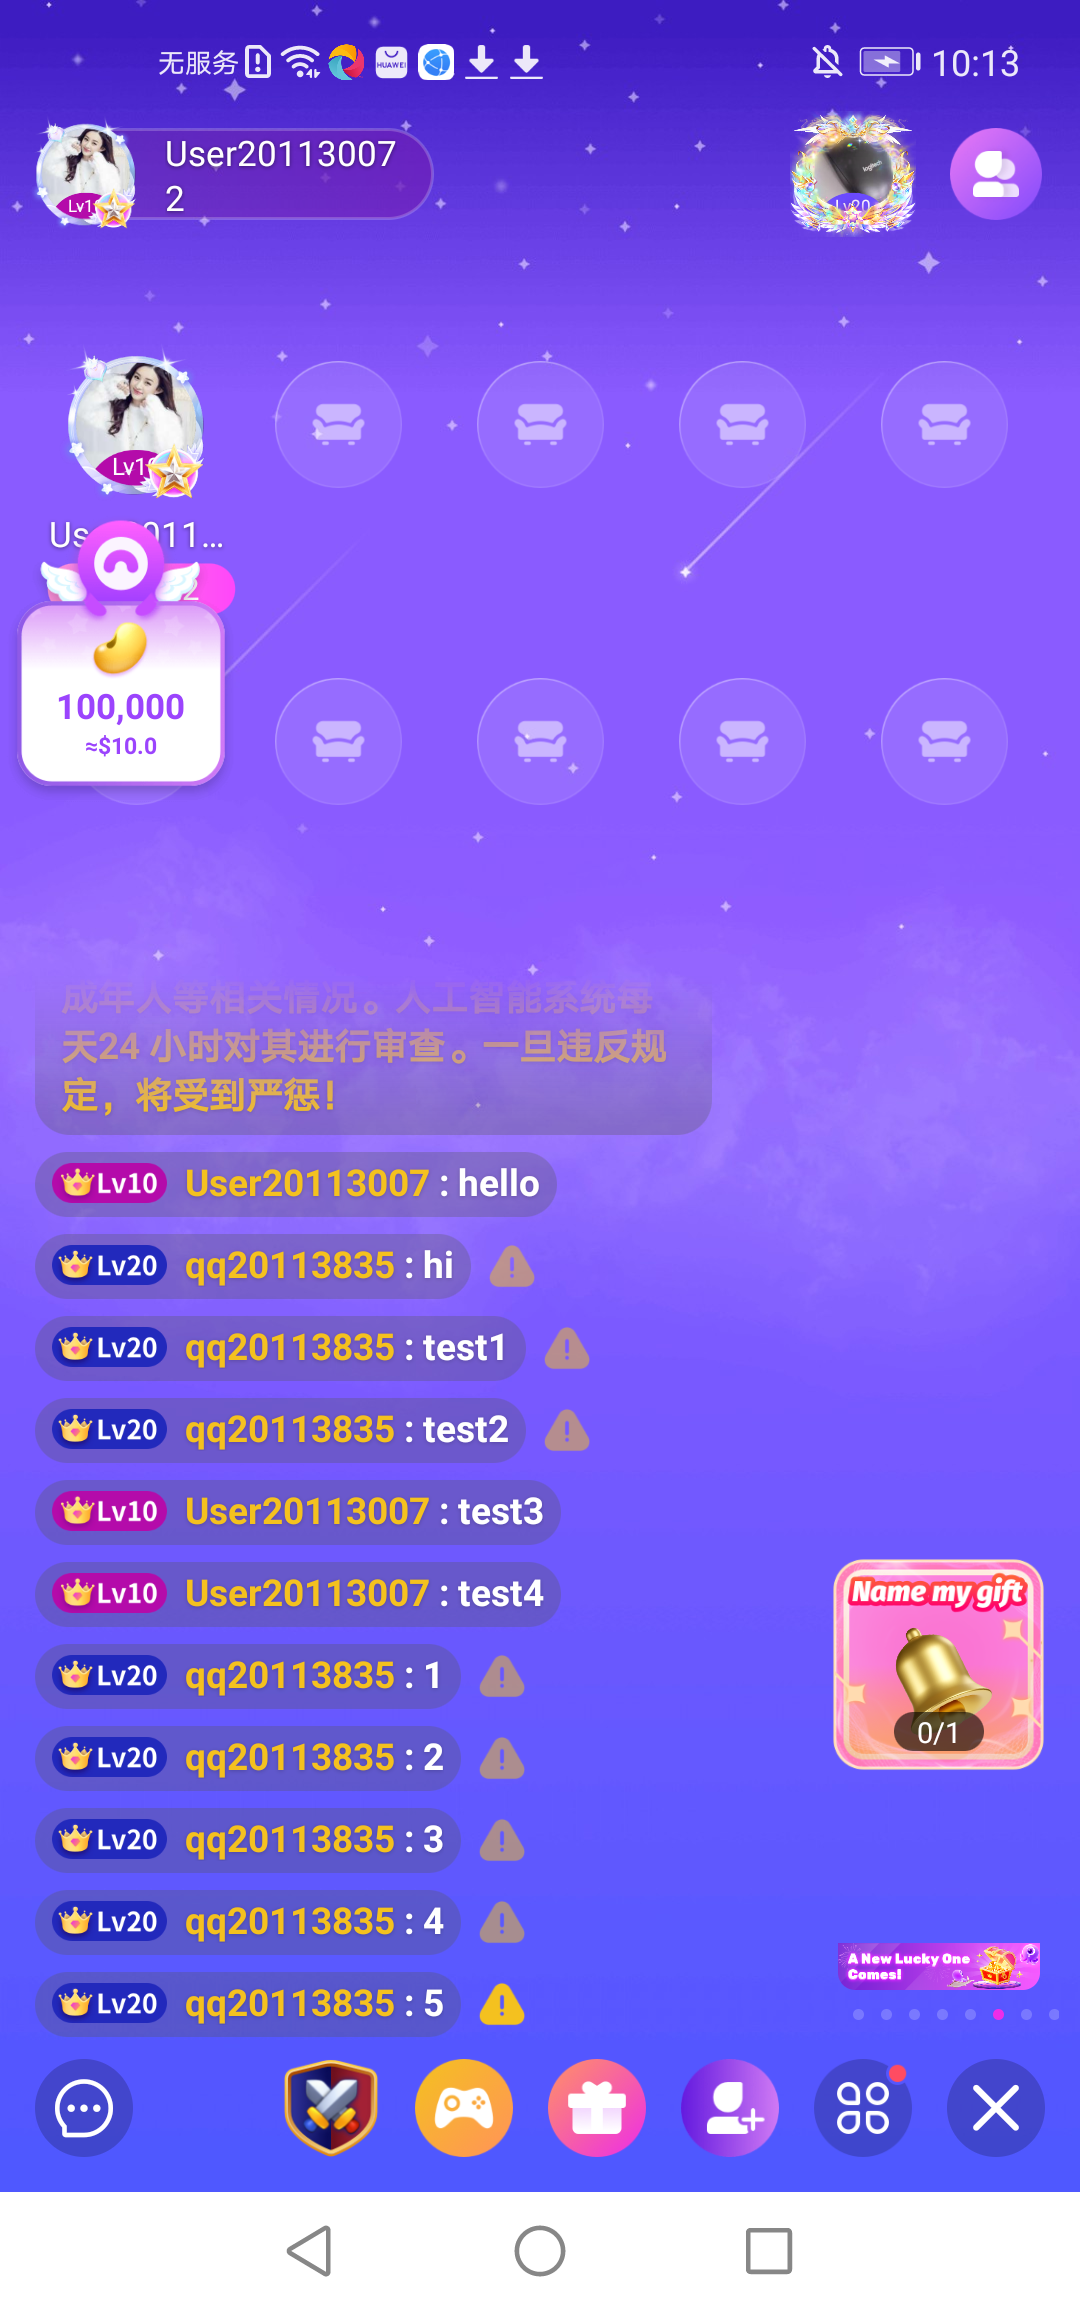 无服务
HUAWEI
10:13
User20113007
2
Lv1
logitech
Lv20
Lv1
Us 011...
2
100,000
≈$10.0
成年人等相关情况。人工智能系统每
天24 小时对其进行审查。一旦违反规
定，将受到严惩！
Lv10 User20113007 : hello
Lv20 qq20113835 : hi
Lv20 qq20113835 : test1
Lv20 qq20113835 : test2
Lv10 User20113007 : test3
Lv10 User20113007 : test4
Lv20 qq20113835 : 1
Lv20 qq20113835 : 2
Lv20 qq20113835 : 3
Lv20 qq20113835 : 4
Lv20 qq20113835 : 5
Name my gift
0/1
A New Lucky One
Comes!